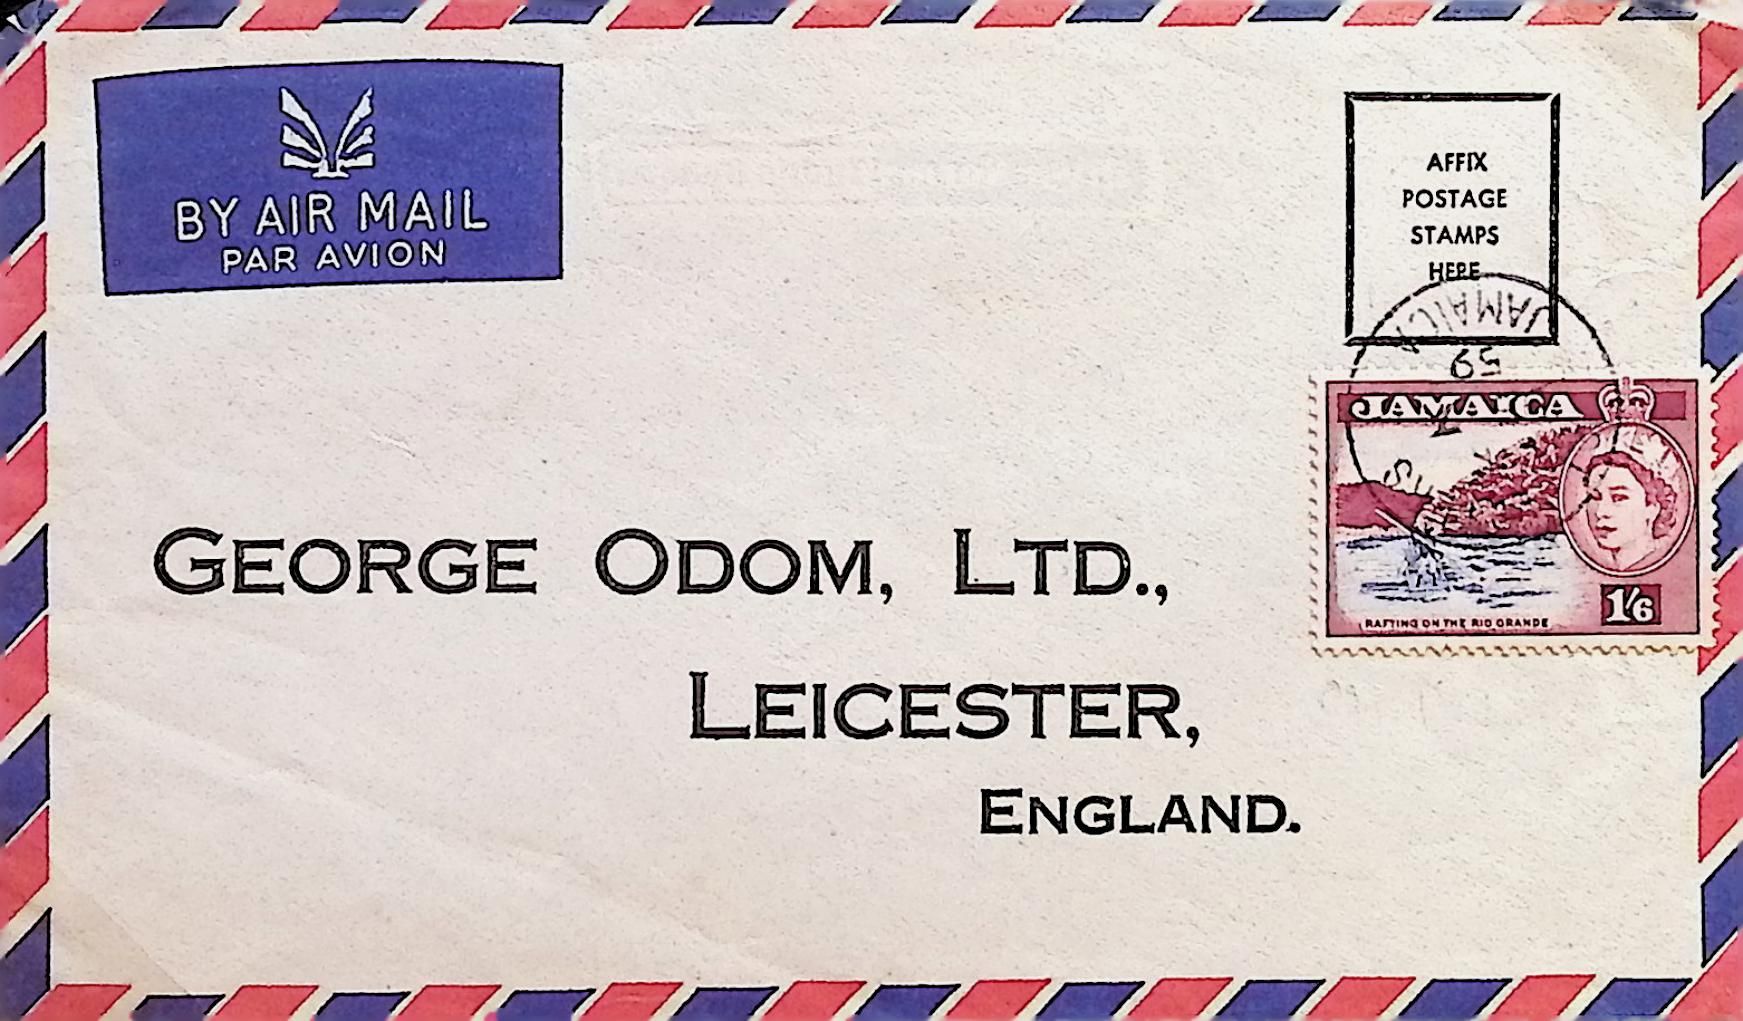 BY AIR MAIL
PAR AVION
AFFIX
POSTAGE
STAMPS
HERE
JAMAICA
59
JAMAICA
1/6
RAFTING ON THE RIO GRANDE
GEORGE ODOM, LTD.,
LEICESTER,
ENGLAND.